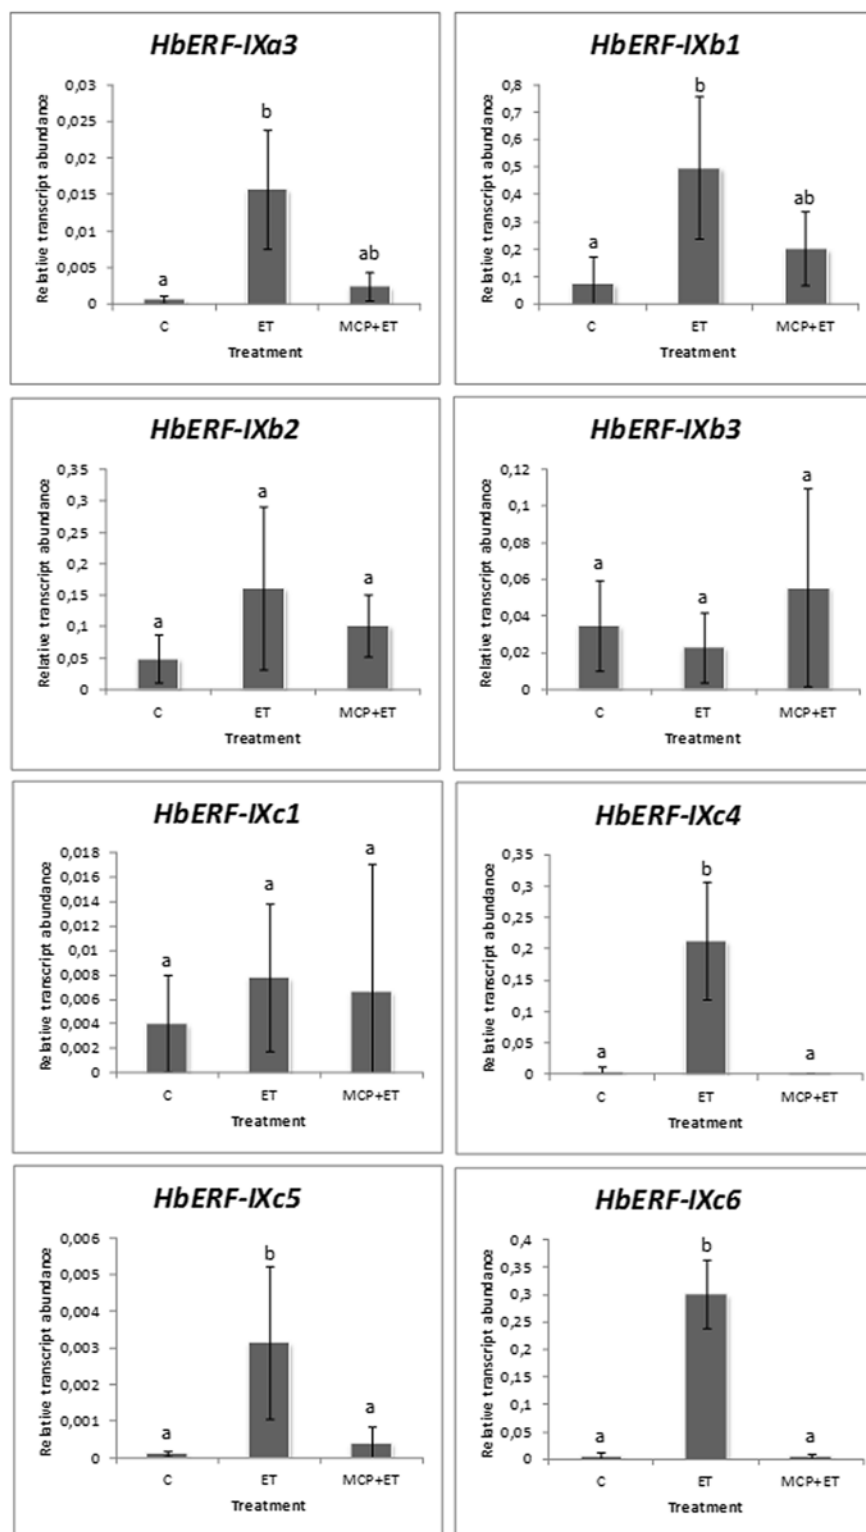 HbERF-IXa3
Relative transcript abundance
0,03
0,025
0,02
0,015
0,01
0,005
0
a
b
ab
C ET MCP+ET
Treatment
HbERF-IXb1
Relative transcript abundance
0,8
0,7
0,6
0,5
0,4
0,3
0,2
0,1
0
a
b
ab
C ET MCP+ET
Treatment
HbERF-IXb2
Relative transcript abundance
0,35
0,3
0,25
0,2
0,15
0,1
0,05
0
a
a
a
C ET MCP+ET
Treatment
HbERF-IXb3
Relative transcript abundance
0,12
0,1
0,08
0,06
0,04
0,02
0
a
a
a
C ET MCP+ET
Treatment
HbERF-IXc1
Relative transcript abundance
0,018
0,016
0,014
0,012
0,01
0,008
0,006
0,004
0,002
0
a
a
a
C ET MCP+ET
Treatment
HbERF-IXc4
Relative transcript abundance
0,35
0,3
0,25
0,2
0,15
0,1
0,05
0
a
b
a
C ET MCP+ET
Treatment
HbERF-IXc5
Relative transcript abundance
0,006
0,005
0,004
0,003
0,002
0,001
0
a
b
a
C ET MCP+ET
Treatment
HbERF-IXc6
Relative transcript abundance
0,4
0,35
0,3
0,25
0,2
0,15
0,1
0,05
0
a
b
a
C ET MCP+ET
Treatment